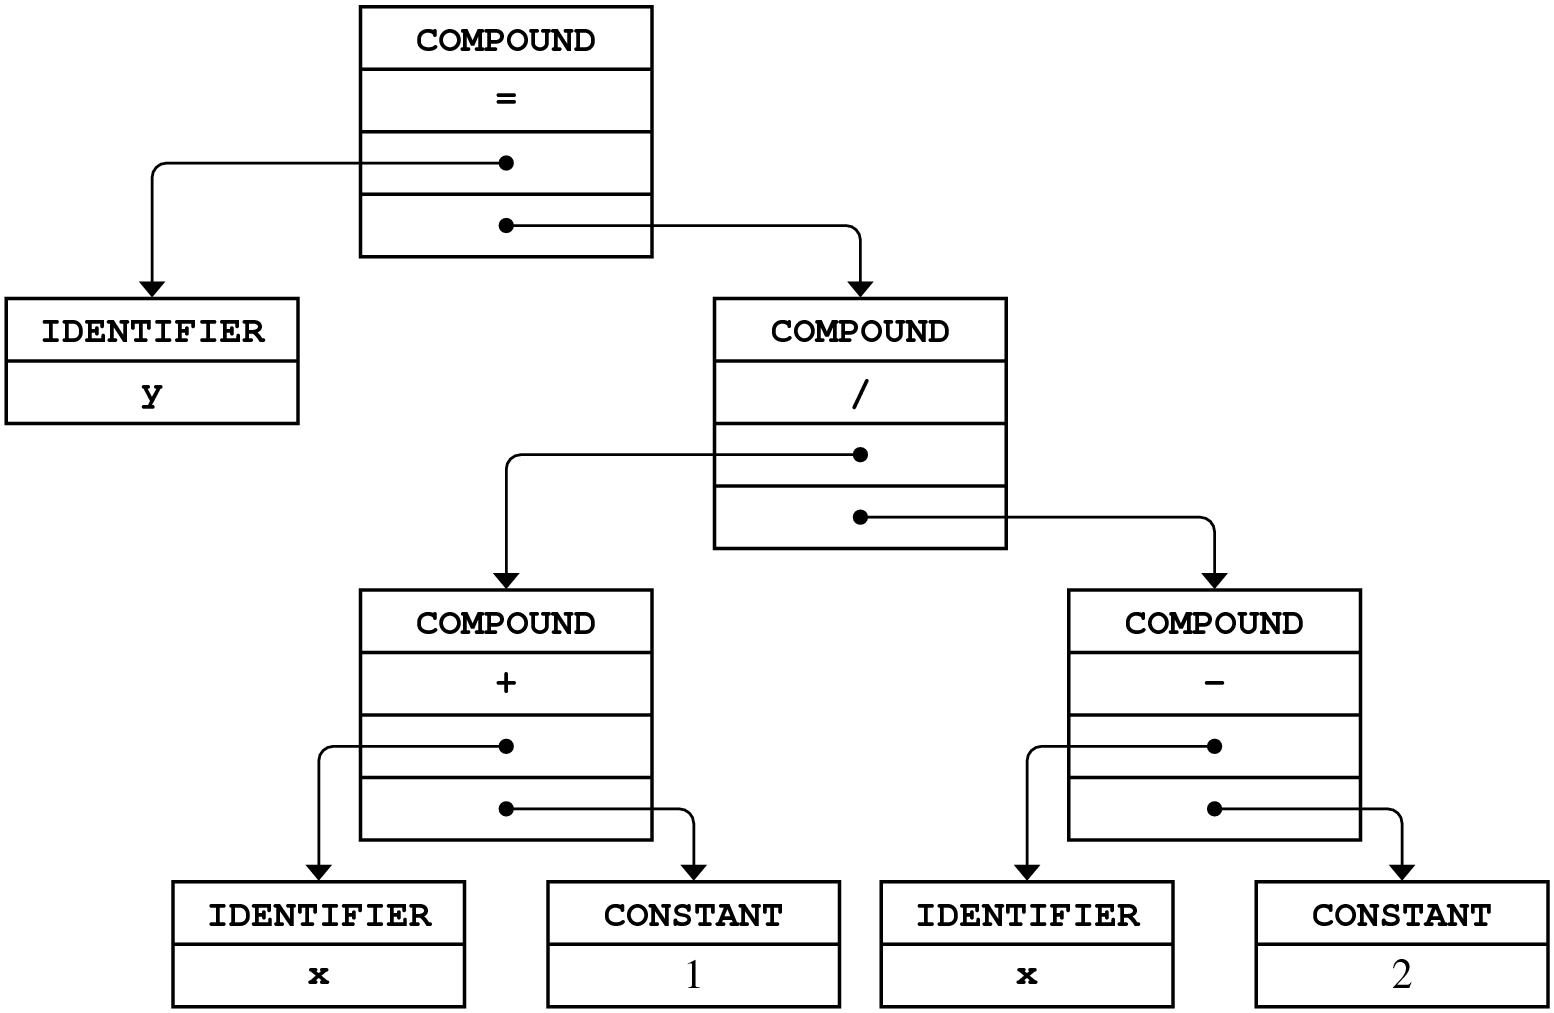 COMPOUND
=
IDENTIFIER
y
COMPOUND
/
COMPOUND
+
COMPOUND
-
IDENTIFIER
x
CONSTANT
1
IDENTIFIER
x
CONSTANT
2